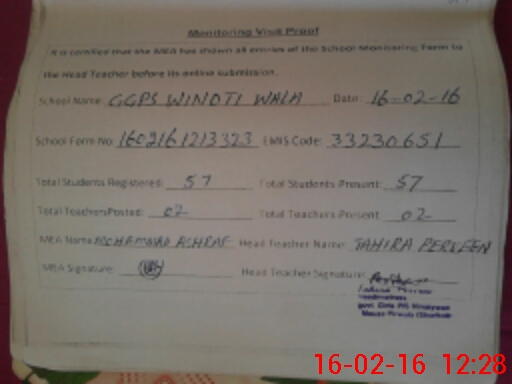 Monitoring Visit Proof
It is certified that the MEA has shown all entries of the School Monitoring Form to
the Head Teacher before its online submission.
School Name: GGPS WINOTI WALA Date: 16-02-16
School Form No: 1602161213323 EMIS Code: 33230651
Total Students Registered: 57 Total Students Present: 57
Total Teachers Posted: 02 Total Teachers Present 02
MEA Name: MOHAMMAD ASHRAF Head Teacher Name: TAHIRA PERVEEN
MEA Signature: Head Teacher Signature:
Headmistress
Govt. Girls P/S
16-02-16 12:28